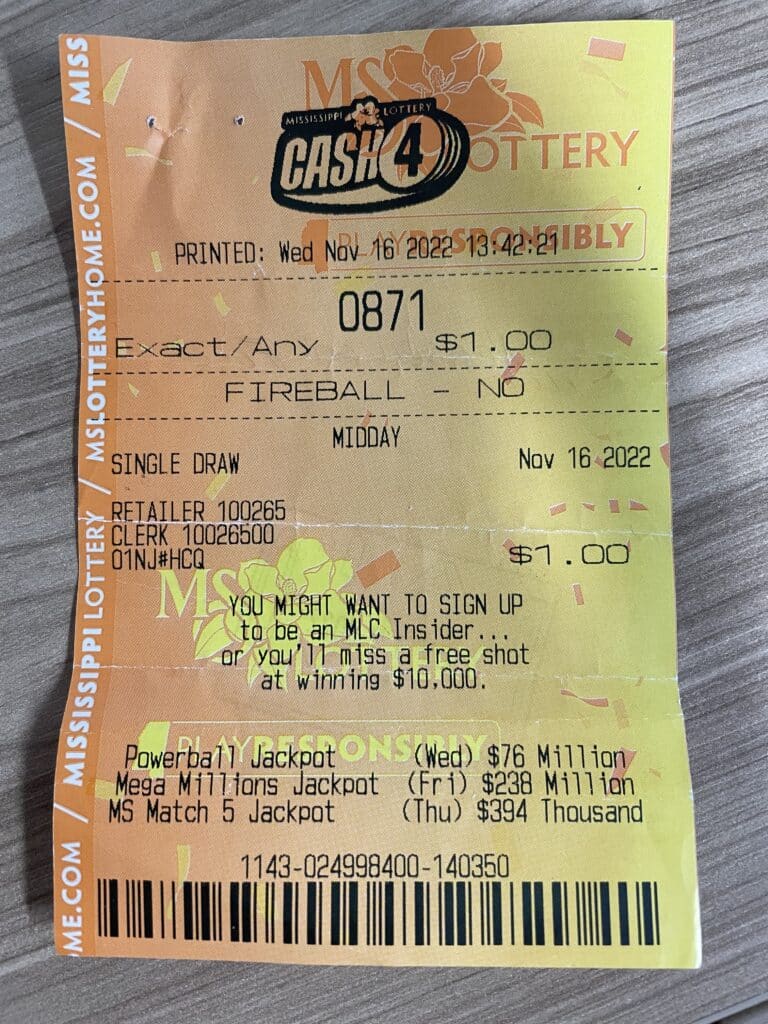 MS
LOTTERY
MISSISSIPPI LOTTERY
CASH 4
PLAY RESPONSIBLY
PRINTED: Wed Nov 16 2022 13:42:21
0871
Exact/Any $1.00
FIREBALL - NO
MIDDAY
SINGLE DRAW Nov 16 2022
RETAILER 100265
CLERK 10026500
01NJ#HCQ $1.00
MS
LOTTERY
YOU MIGHT WANT TO SIGN UP
to be an MLC Insider...
or you'll miss a free shot
at winning $10,000.
PLAY RESPONSIBLY
Powerball Jackpot (Wed) $76 Million
Mega Millions Jackpot (Fri) $238 Million
MS Match 5 Jackpot (Thu) $394 Thousand
1143-024998400-140350
ME.COM / MISSISSIPPI LOTTERY / MSLOTTERYHOME.COM / MISS